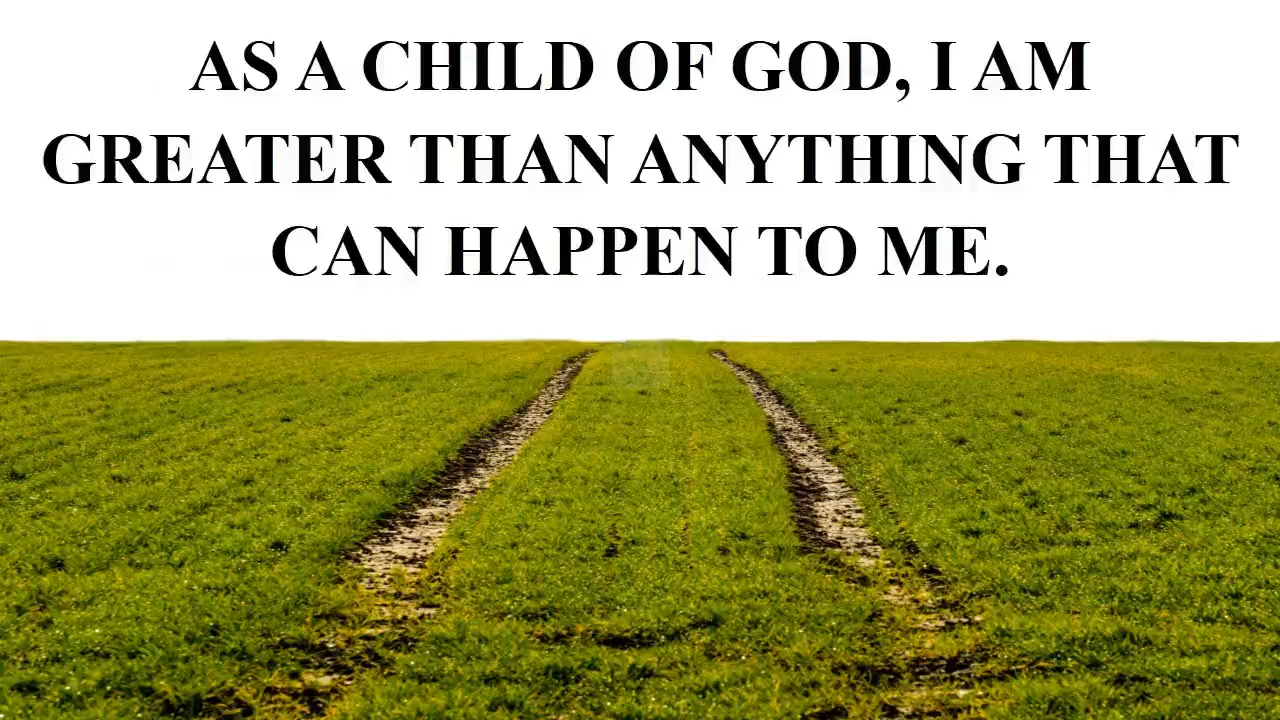 AS A CHILD OF GOD, I AM
GREATER THAN ANYTHING THAT
CAN HAPPEN TO ME.